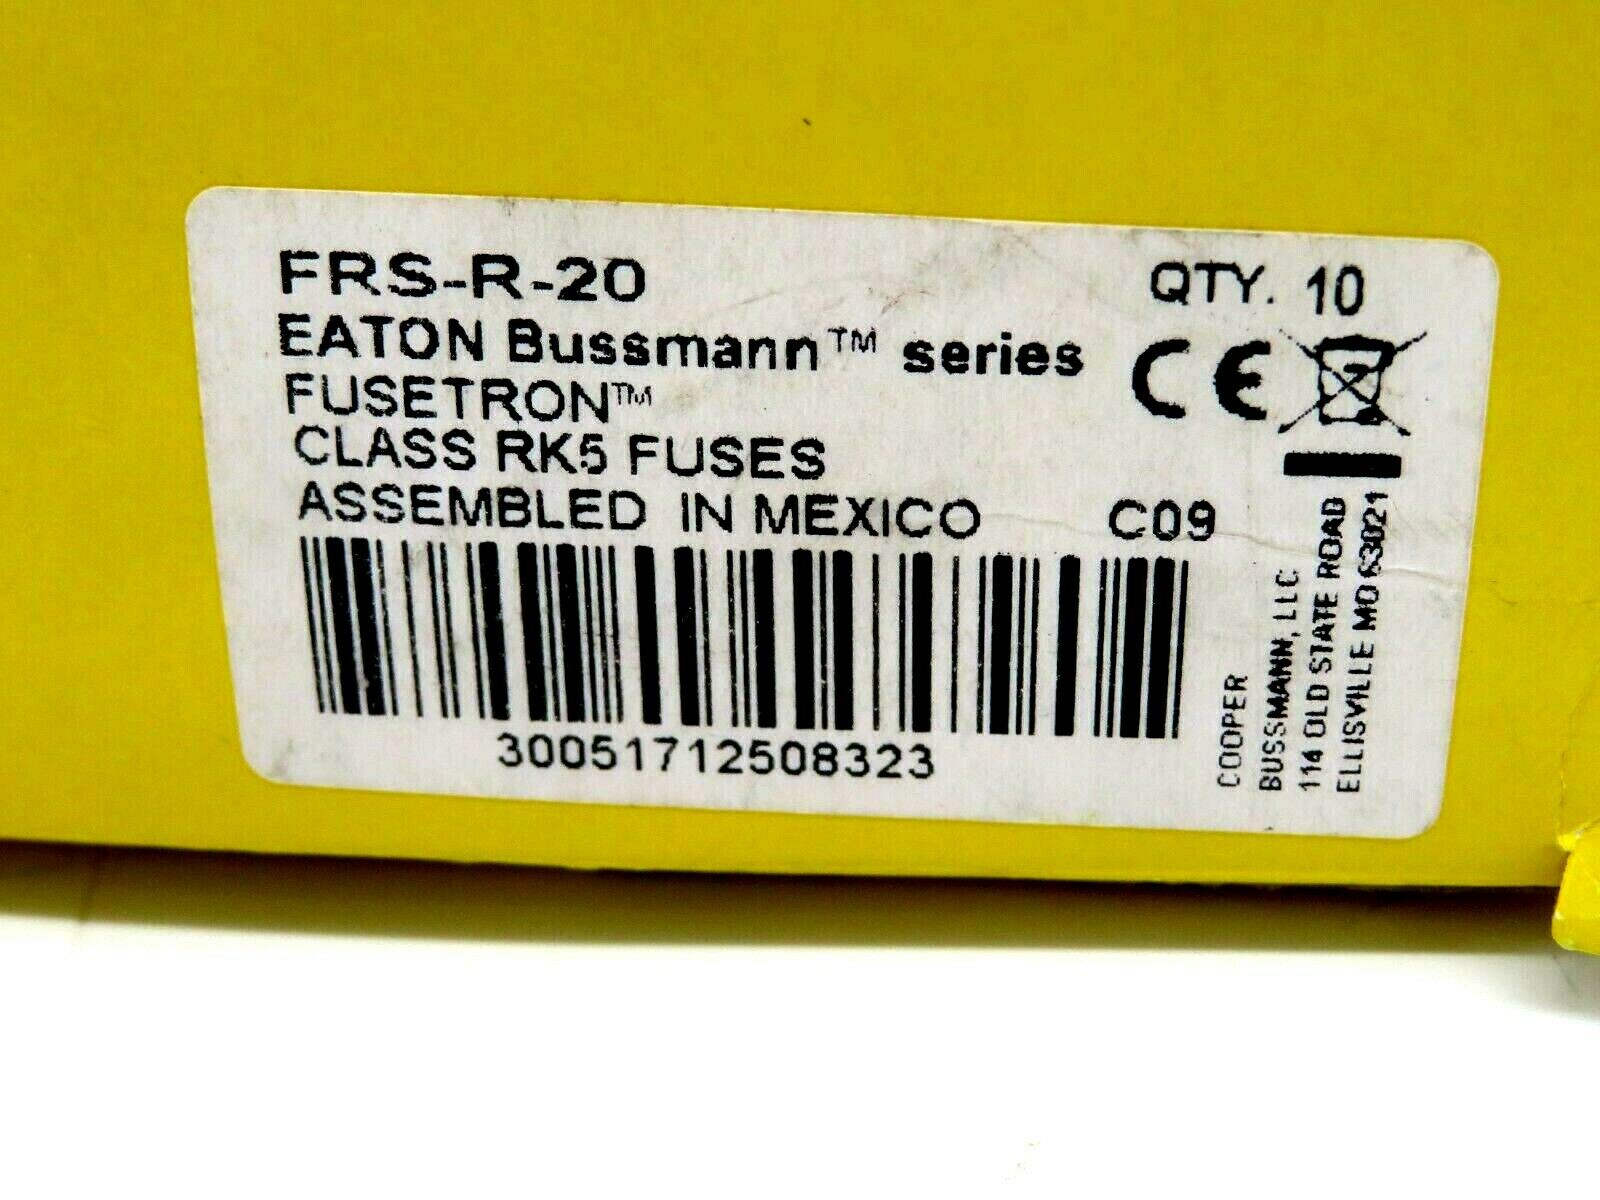 FRS-R-20
QTY. 10
EATON Bussmann™ series
CE
FUSETRON™
CLASS RK5 FUSES
ASSEMBLED IN MEXICO
C09
30051712508323
COOPER
BUSSMANN, LLC
114 OLD STATE ROAD
ELLISVILLE MO 63021